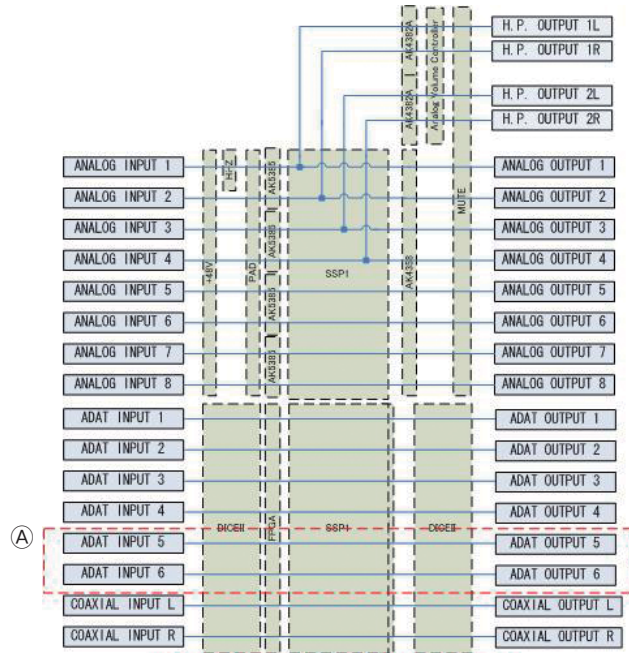 H.P. OUTPUT 1L
H.P. OUTPUT 1R
H.P. OUTPUT 2L
H.P. OUTPUT 2R
AK4382A
AK4382A
Analog Volume Controller
MUTE
ANALOG INPUT 1
ANALOG INPUT 2
ANALOG INPUT 3
ANALOG INPUT 4
ANALOG INPUT 5
ANALOG INPUT 6
ANALOG INPUT 7
ANALOG INPUT 8
+48V
HI-Z
PAD
AK5385
AK5385
AK5385
AK5385
SSP1
AK4358
ANALOG OUTPUT 1
ANALOG OUTPUT 2
ANALOG OUTPUT 3
ANALOG OUTPUT 4
ANALOG OUTPUT 5
ANALOG OUTPUT 6
ANALOG OUTPUT 7
ANALOG OUTPUT 8
ADAT INPUT 1
ADAT INPUT 2
ADAT INPUT 3
ADAT INPUT 4
A
ADAT INPUT 5
ADAT INPUT 6
COAXIAL INPUT L
COAXIAL INPUT R
DICEII
FPGA
SSP1
DICEII
ADAT OUTPUT 1
ADAT OUTPUT 2
ADAT OUTPUT 3
ADAT OUTPUT 4
ADAT OUTPUT 5
ADAT OUTPUT 6
COAXIAL OUTPUT L
COAXIAL OUTPUT R